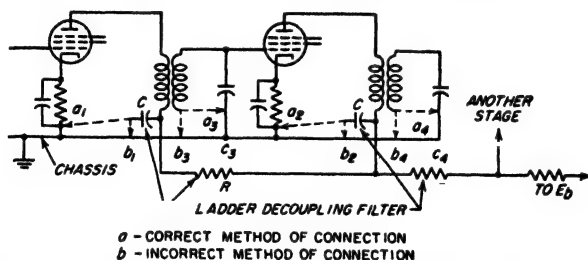 a1
C
b1
a3
b3
c3
a2
C
b2
a4
b4
c4
ANOTHER
STAGE
CHASSIS
R
TO Eb
LADDER DECOUPLING FILTER
a - CORRECT METHOD OF CONNECTION
b - INCORRECT METHOD OF CONNECTION